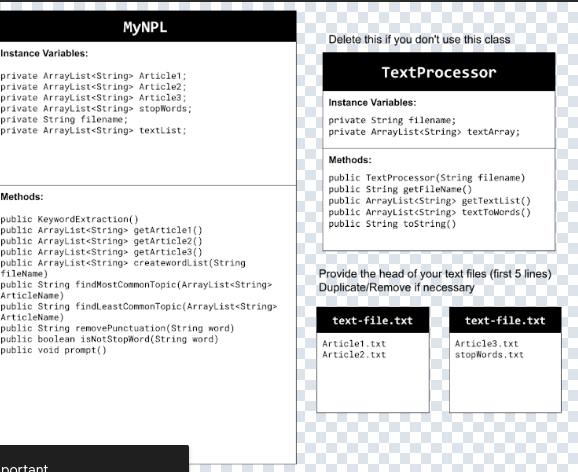 MyNPL
Instance Variables:
private ArrayList<String> Article1;
private ArrayList<String> Article2;
private ArrayList<String> Article3;
private ArrayList<String> stopWords;
private String filename;
private ArrayList<String> textList;
Methods:
public KeywordExtraction()
public ArrayList<String> getArticle1()
public ArrayList<String> getArticle2()
public ArrayList<String> getArticle3()
public ArrayList<String> createwordList(String
fileName)
public String findMostCommonTopic(ArrayList<String>
ArticleName)
public String findLeastCommonTopic(ArrayList<String>
ArticleName)
public String removePunctuation(String word)
public boolean isNotStopWord(String word)
public void prompt()
Delete this if you don't use this class
TextProcessor
Instance Variables:
private String filename;
private ArrayList<String> textArray;
Methods:
public TextProcessor(String filename)
public String getFileName()
public ArrayList<String> getTextList()
public ArrayList<String> textToWords()
public String toString()
Provide the head of your text files (first 5 lines)
Duplicate/Remove if necessary
text-file.txt
Article1.txt
Article2.txt
text-file.txt
Article3.txt
stopWords.txt
portant